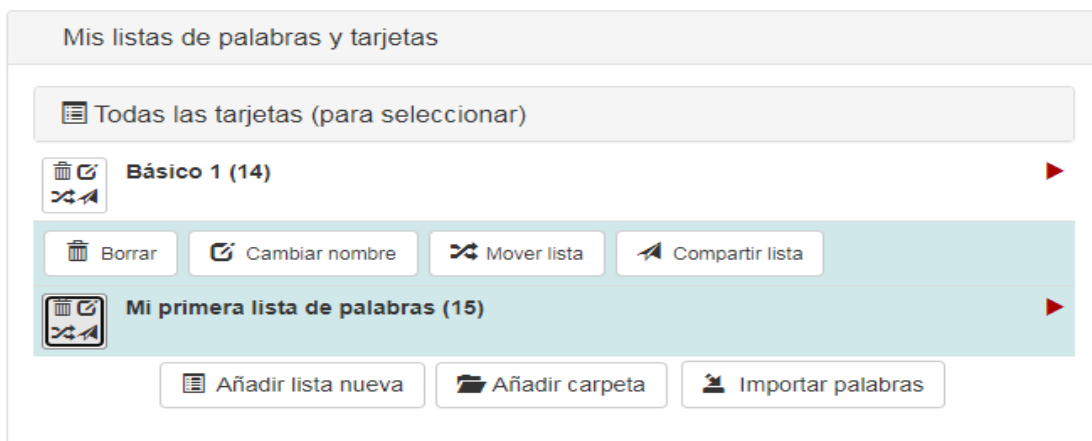 Mis listas de palabras y tarjetas
Todas las tarjetas (para seleccionar)
Básico 1 (14)
Borrar Cambiar nombre Mover lista Compartir lista
Mi primera lista de palabras (15)
Añadir lista nueva Añadir carpeta Importar palabras